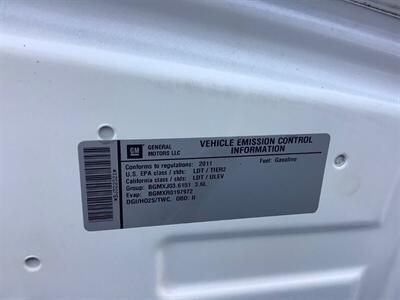 GM
GENERAL
MOTORS LLC
VEHICLE EMISSION CONTROL
INFORMATION
Conforms to regulations: 2011
Fuel: Gasoline
U.S. EPA class / stds: LDT / TIER2
California class / stds: LDT / ULEV
Group: BGMXJ03.6151 3.6L
Evap: BGMXR0197972
DGI/HO2S/TWC. OBD: II